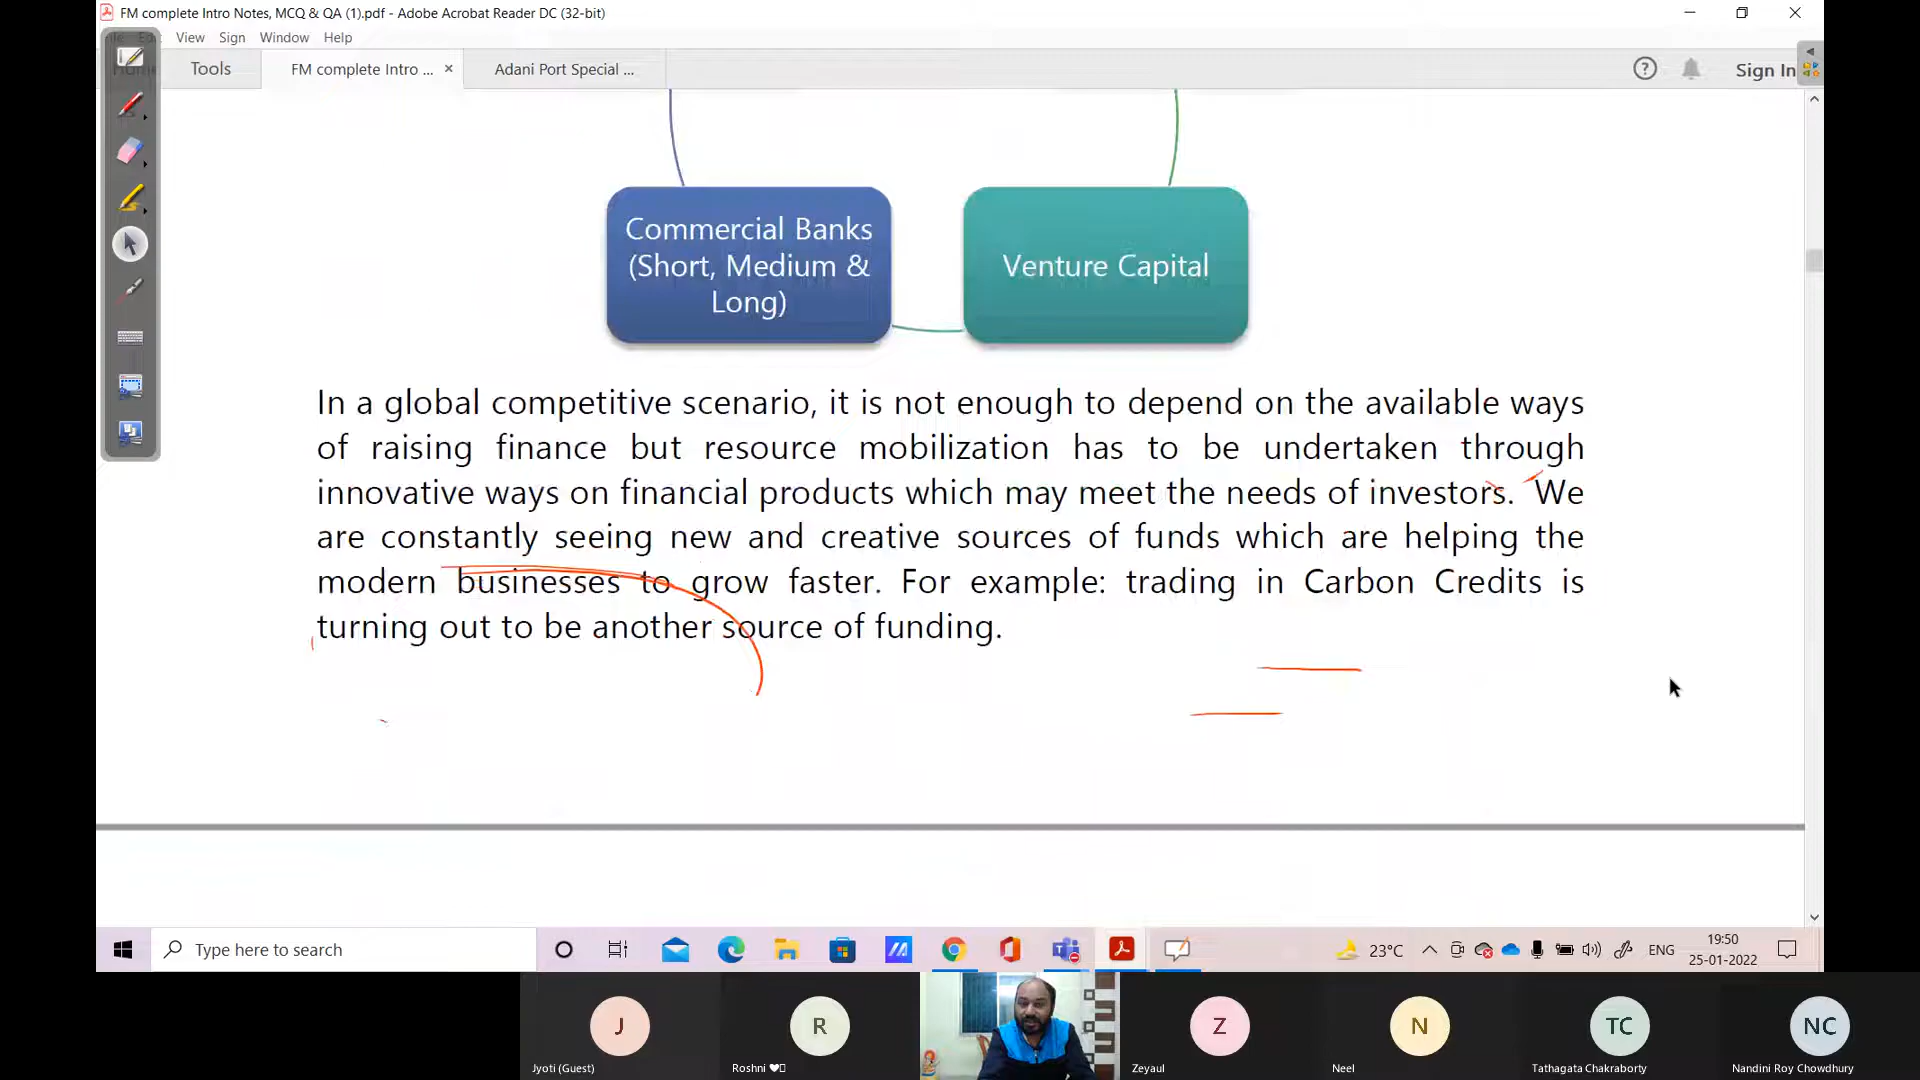 FM complete Intro Notes, MCQ & QA (1).pdf - Adobe Acrobat Reader DC (32-bit)
View Sign Window Help
Tools
FM complete Intro ...
Adani Port Special ...
Sign In
Commercial Banks
(Short, Medium &
Long)
Venture Capital
In a global competitive scenario, it is not enough to depend on the available ways
of raising finance but resource mobilization has to be undertaken through
innovative ways on financial products which may meet the needs of investors. We
are constantly seeing new and creative sources of funds which are helping the
modern businesses to grow faster. For example: trading in Carbon Credits is
turning out to be another source of funding.
Type here to search
23°C
ENG
19:50
25-01-2022
J
R
Z
N
TC
NC
Jyoti (Guest)
Roshni
Zeyaul
Neel
Tathagata Chakraborty
Nandini Roy Chowdhury